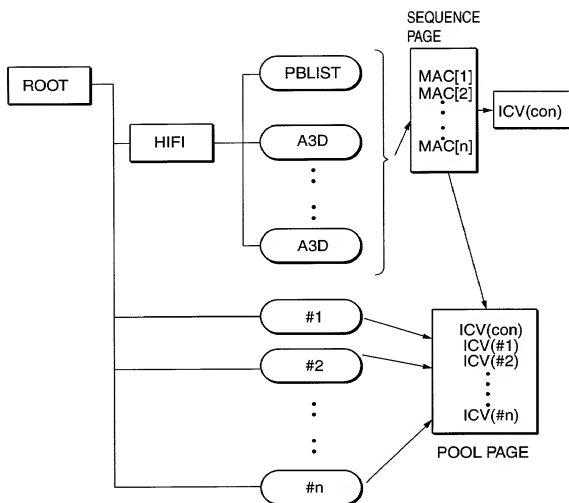 SEQUENCE
PAGE
ROOT
HIFI
PBLIST
A3D
A3D
MAC[1]
MAC[2]
MAC[n]
ICV(con)
#1
#2
#n
ICV(con)
ICV(#1)
ICV(#2)
ICV(#n)
POOL PAGE